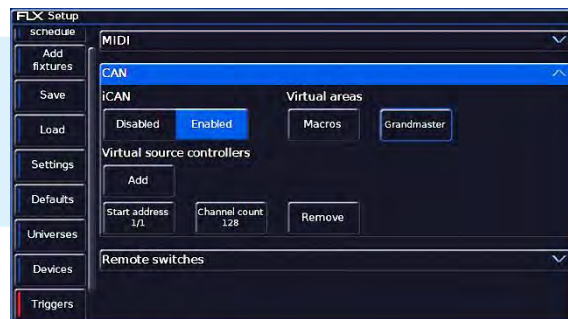 FLX Setup
schedule
Add
fixtures
Save
Load
Settings
Defaults
Universes
Devices
Triggers
MIDI
CAN
iCAN
Virtual areas
Disabled
Enabled
Macros
Grandmaster
Virtual source controllers
Add
Start address
1/1
Channel count
128
Remove
Remote switches